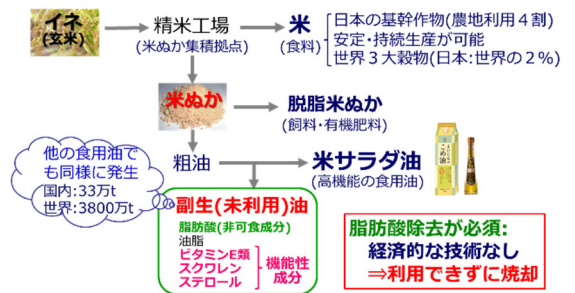 イネ
(玄米)
精米工場
(米ぬか集積拠点)
米
(食料)
日本の基幹作物(農地利用4割)
安定・持続生産が可能
世界3大穀物(日本:世界の2%)
米ぬか
脱脂米ぬか
(飼料・有機肥料)
他の食用油で
も同様に発生
国内:33万t
世界:3800万t
粗油
米サラダ油
(高機能の食用油)
こめ油
副生(未利用)油
脂肪酸(非可食成分)
油脂
ビタミンE類
スクワレン
ステロール
機能性
成分
脂肪酸除去が必須:
経済的な技術なし
⇒利用できずに焼却